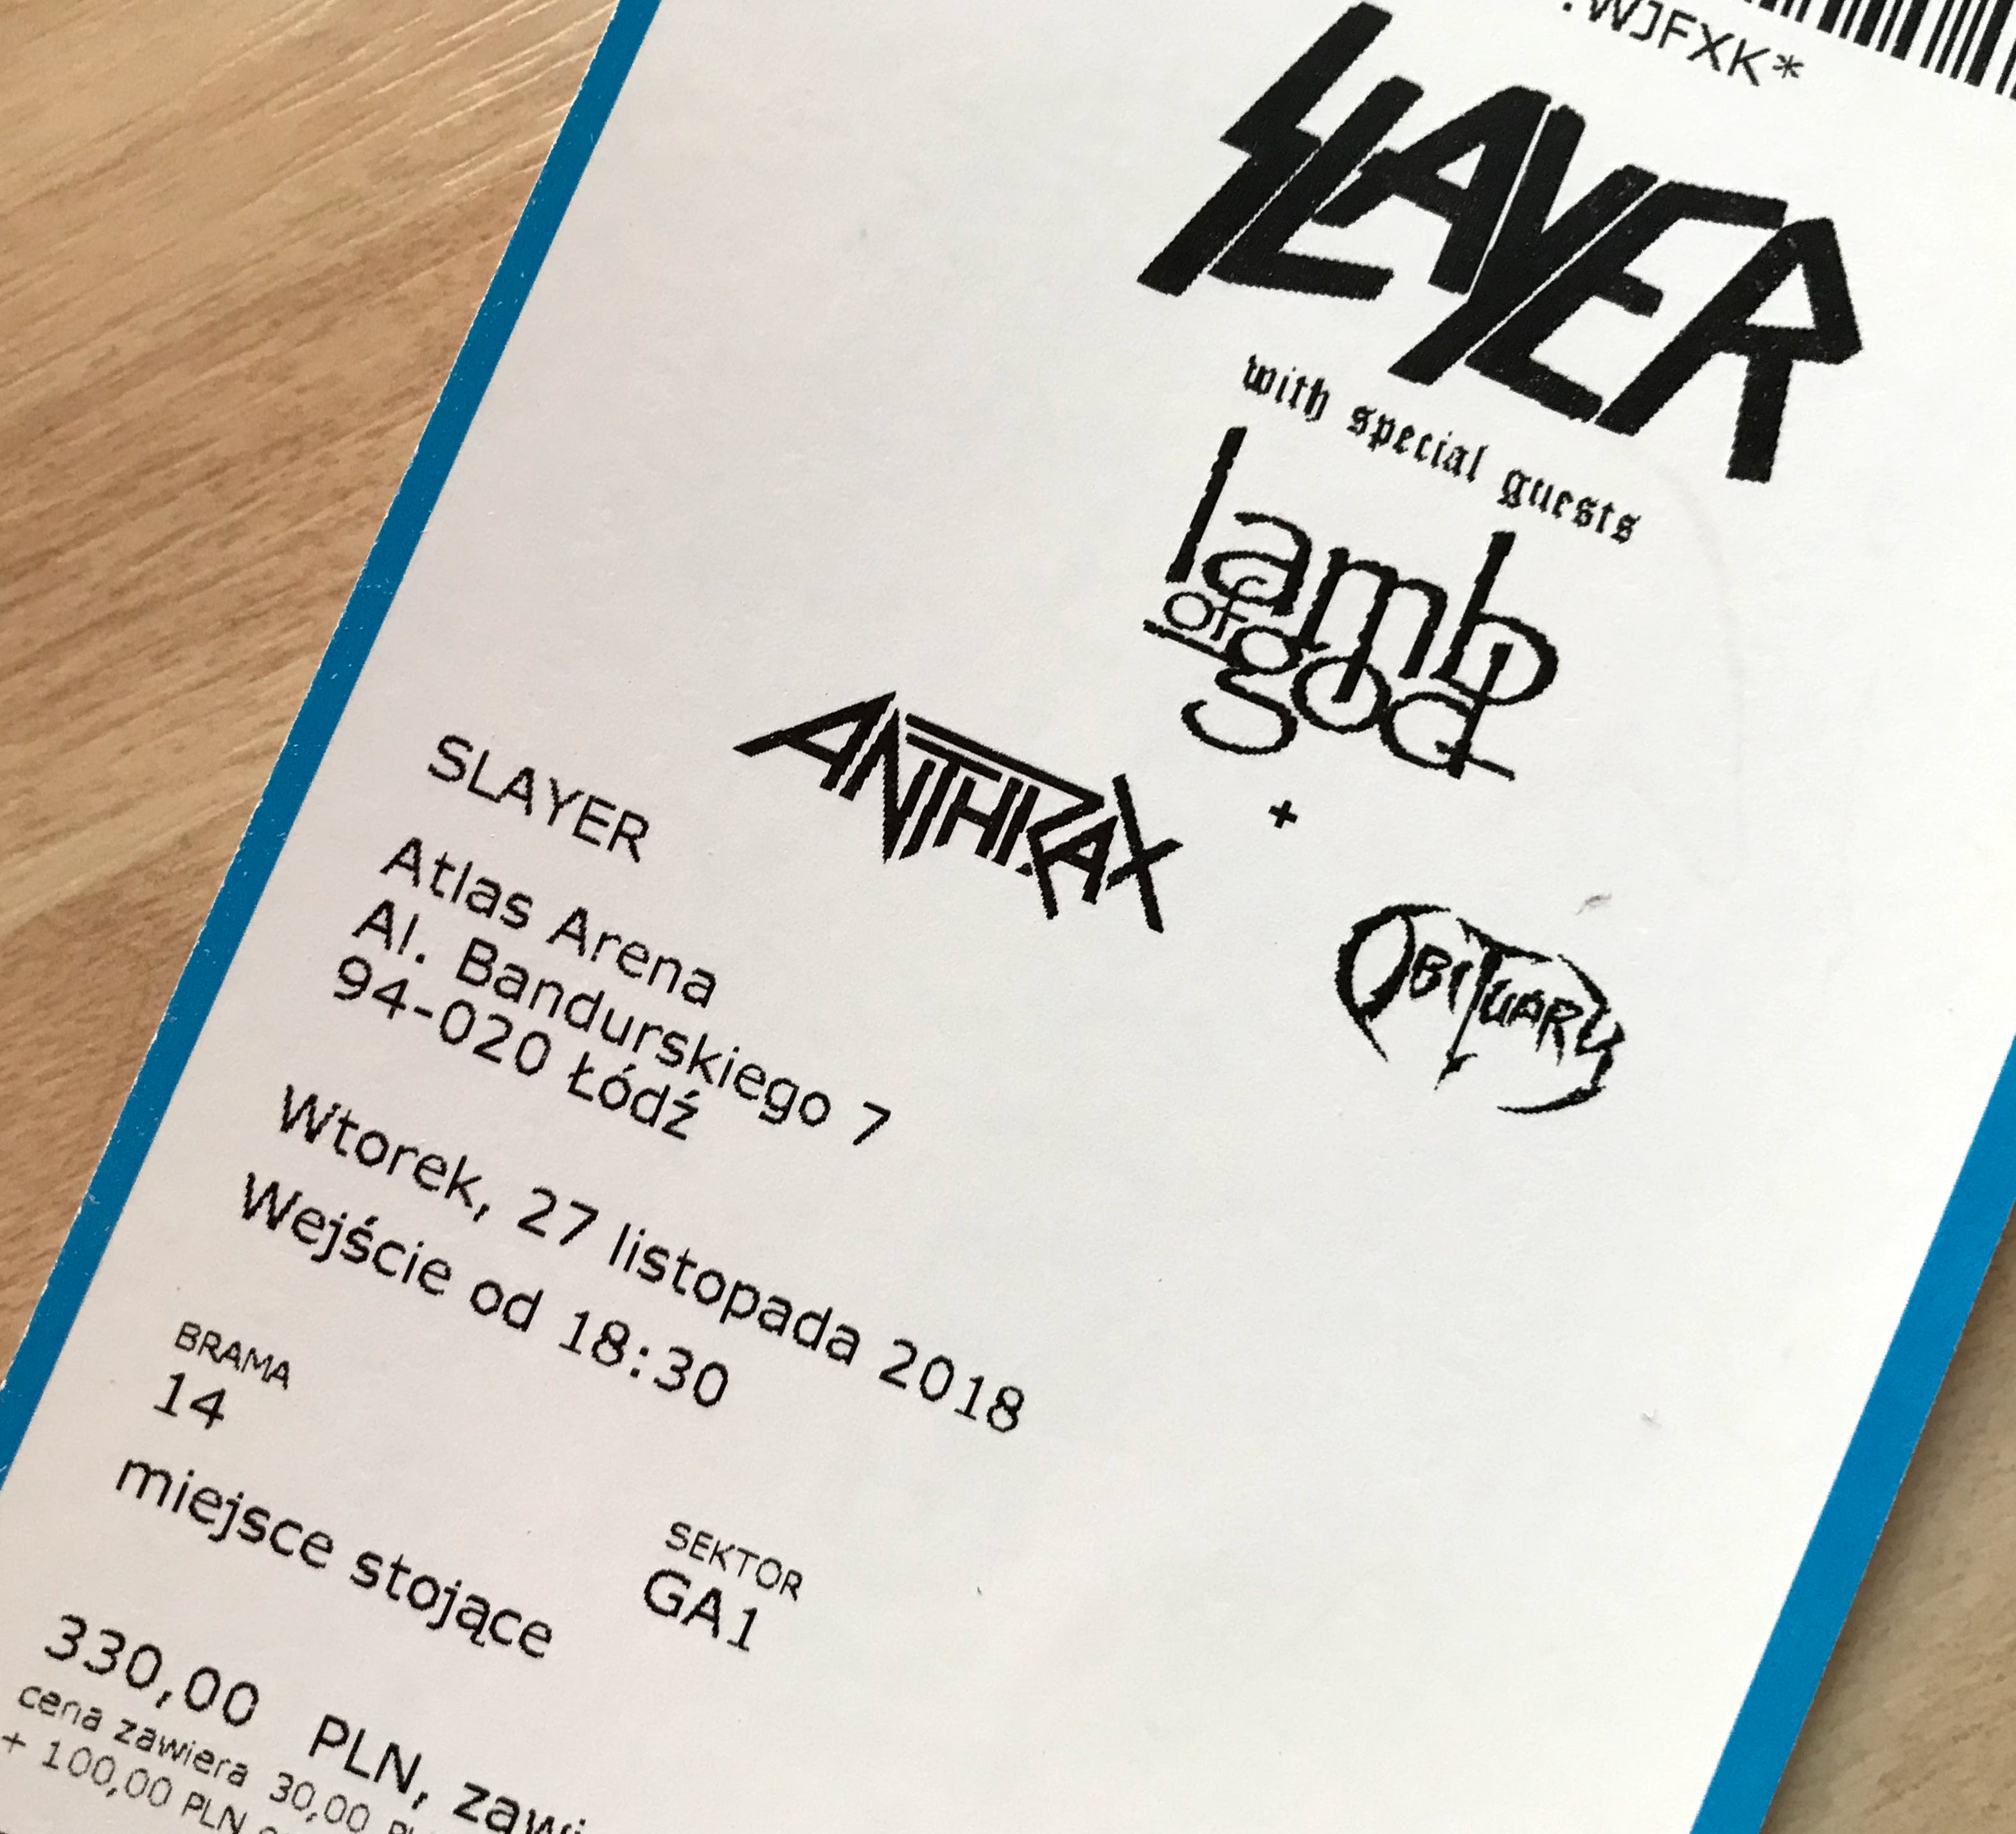 .WJFXK*
SLAYER
with special guests
lamb
of god
+
ANTHRAX
OBITUARY
SLAYER
Atlas Arena
Al. Bandurskiego 7
94-020 Łódź
Wtorek, 27 listopada 2018
Wejście od 18:30
BRAMA
14
SEKTOR
GA1
miejsce stojące
330,00 PLN,
cena zawiera 30,00
+ 100,00 PLN